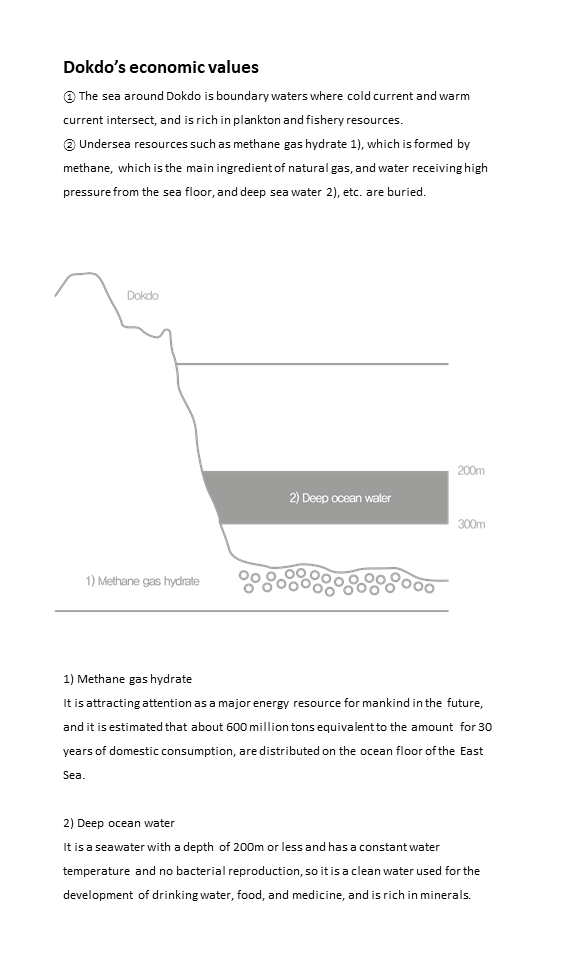 Dokdo’s economic values
① The sea around Dokdo is boundary waters where cold current and warm
current intersect, and is rich in plankton and fishery resources.
② Undersea resources such as methane gas hydrate 1), which is formed by
methane, which is the main ingredient of natural gas, and water receiving high
pressure from the sea floor, and deep sea water 2), etc. are buried.
Dokdo
200m
2) Deep ocean water
300m
1) Methane gas hydrate
1) Methane gas hydrate
It is attracting attention as a major energy resource for mankind in the future,
and it is estimated that about 600 million tons equivalent to the amount for 30
years of domestic consumption, are distributed on the ocean floor of the East
Sea.
2) Deep ocean water
It is a seawater with a depth of 200m or less and has a constant water
temperature and no bacterial reproduction, so it is a clean water used for the
development of drinking water, food, and medicine, and is rich in minerals.